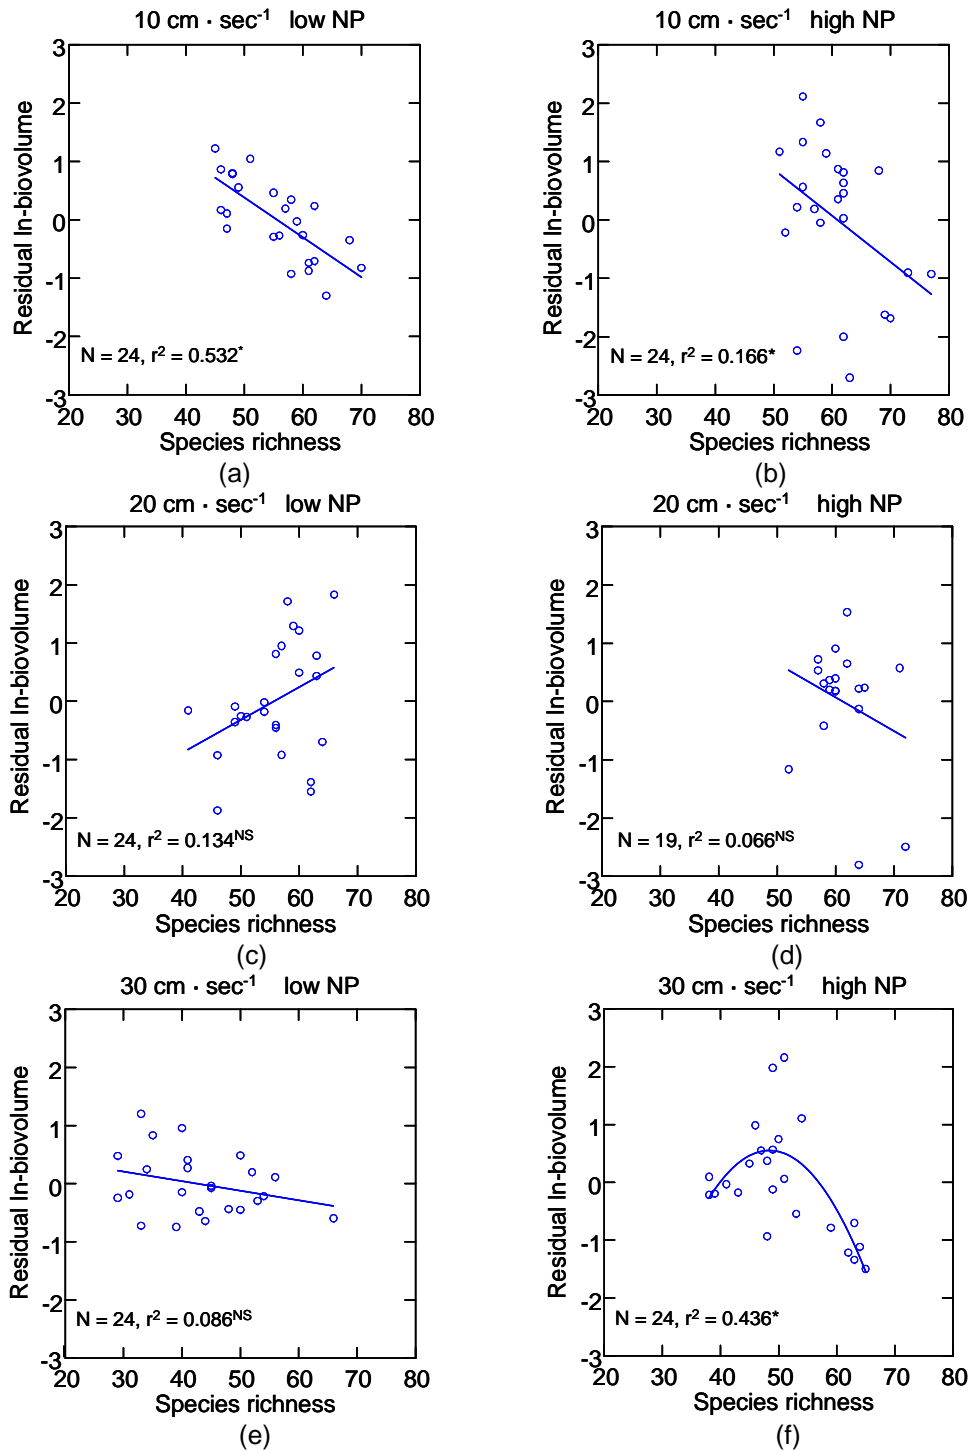 10 cm · sec⁻¹ low NP
3
2
1
0
-1
-2
-3
Residual ln-biovolume
N = 24, r² = 0.532*
20 30 40 50 60 70 80
Species richness
(a)
10 cm · sec⁻¹ high NP
3
2
1
0
-1
-2
-3
Residual ln-biovolume
N = 24, r² = 0.166*
20 30 40 50 60 70 80
Species richness
(b)
20 cm · sec⁻¹ low NP
3
2
1
0
-1
-2
-3
Residual ln-biovolume
N = 24, r² = 0.134ᴺˢ
20 30 40 50 60 70 80
Species richness
(c)
20 cm · sec⁻¹ high NP
3
2
1
0
-1
-2
-3
Residual ln-biovolume
N = 19, r² = 0.066ᴺˢ
20 30 40 50 60 70 80
Species richness
(d)
30 cm · sec⁻¹ low NP
3
2
1
0
-1
-2
-3
Residual ln-biovolume
N = 24, r² = 0.086ᴺˢ
20 30 40 50 60 70 80
Species richness
(e)
30 cm · sec⁻¹ high NP
3
2
1
0
-1
-2
-3
Residual ln-biovolume
N = 24, r² = 0.436*
20 30 40 50 60 70 80
Species richness
(f)